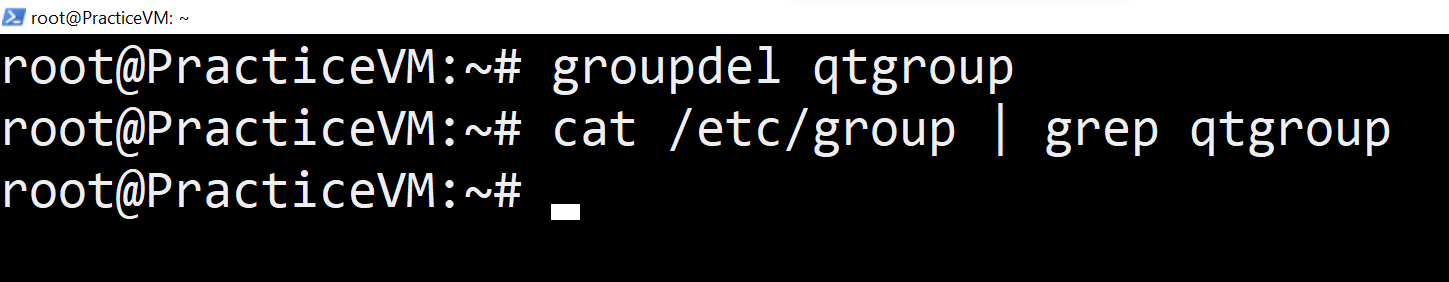 root@PracticeVM: ~
root@PracticeVM:~# groupdel qtgroup
root@PracticeVM:~# cat /etc/group | grep qtgroup
root@PracticeVM:~#